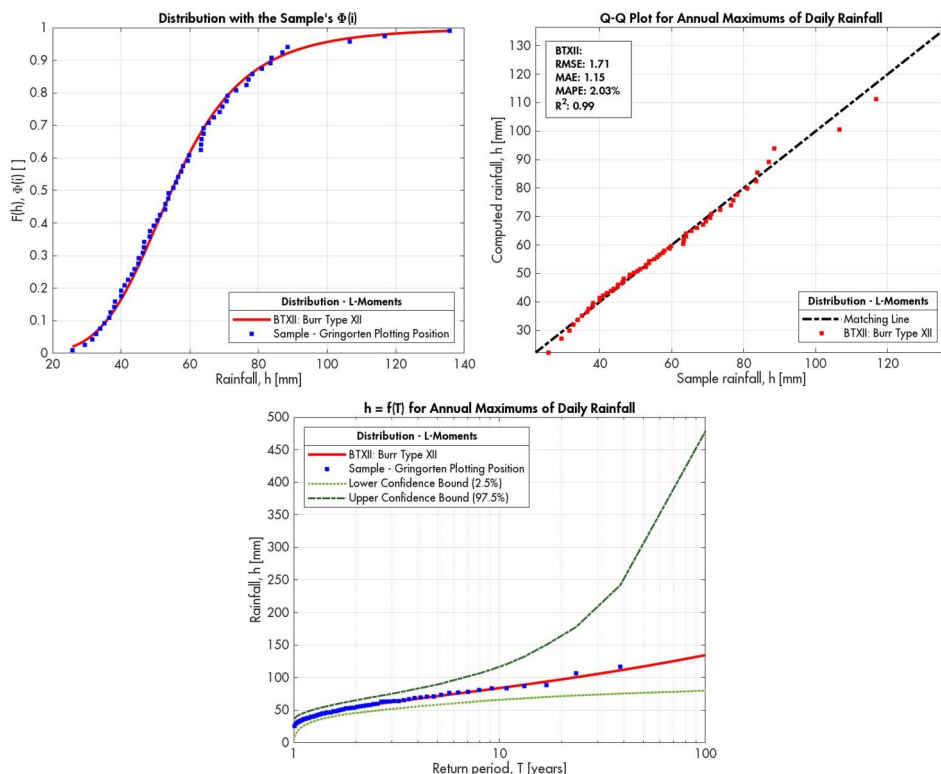 Distribution with the Sample's Φ(i)
F(h), Φ(i) [ ]
1
0.9
0.8
0.7
0.6
0.5
0.4
0.3
0.2
0.1
0
20
40
60
80
100
120
140
Rainfall, h [mm]
Distribution - L-Moments
BTXII: Burr Type XII
Sample - Gringorten Plotting Position
Q-Q Plot for Annual Maximums of Daily Rainfall
BTXII:
RMSE: 1.71
MAE: 1.15
MAPE: 2.03%
R²: 0.99
Computed rainfall, h [mm]
130
120
110
100
90
80
70
60
50
40
30
40
60
80
100
120
Sample rainfall, h [mm]
Distribution - L-Moments
Matching Line
BTXII: Burr Type XII
h = f(T) for Annual Maximums of Daily Rainfall
Distribution - L-Moments
BTXII: Burr Type XII
Sample - Gringorten Plotting Position
Lower Confidence Bound (2.5%)
Upper Confidence Bound (97.5%)
Rainfall, h [mm]
500
450
400
350
300
250
200
150
100
50
0
1
10
100
Return period, T [years]